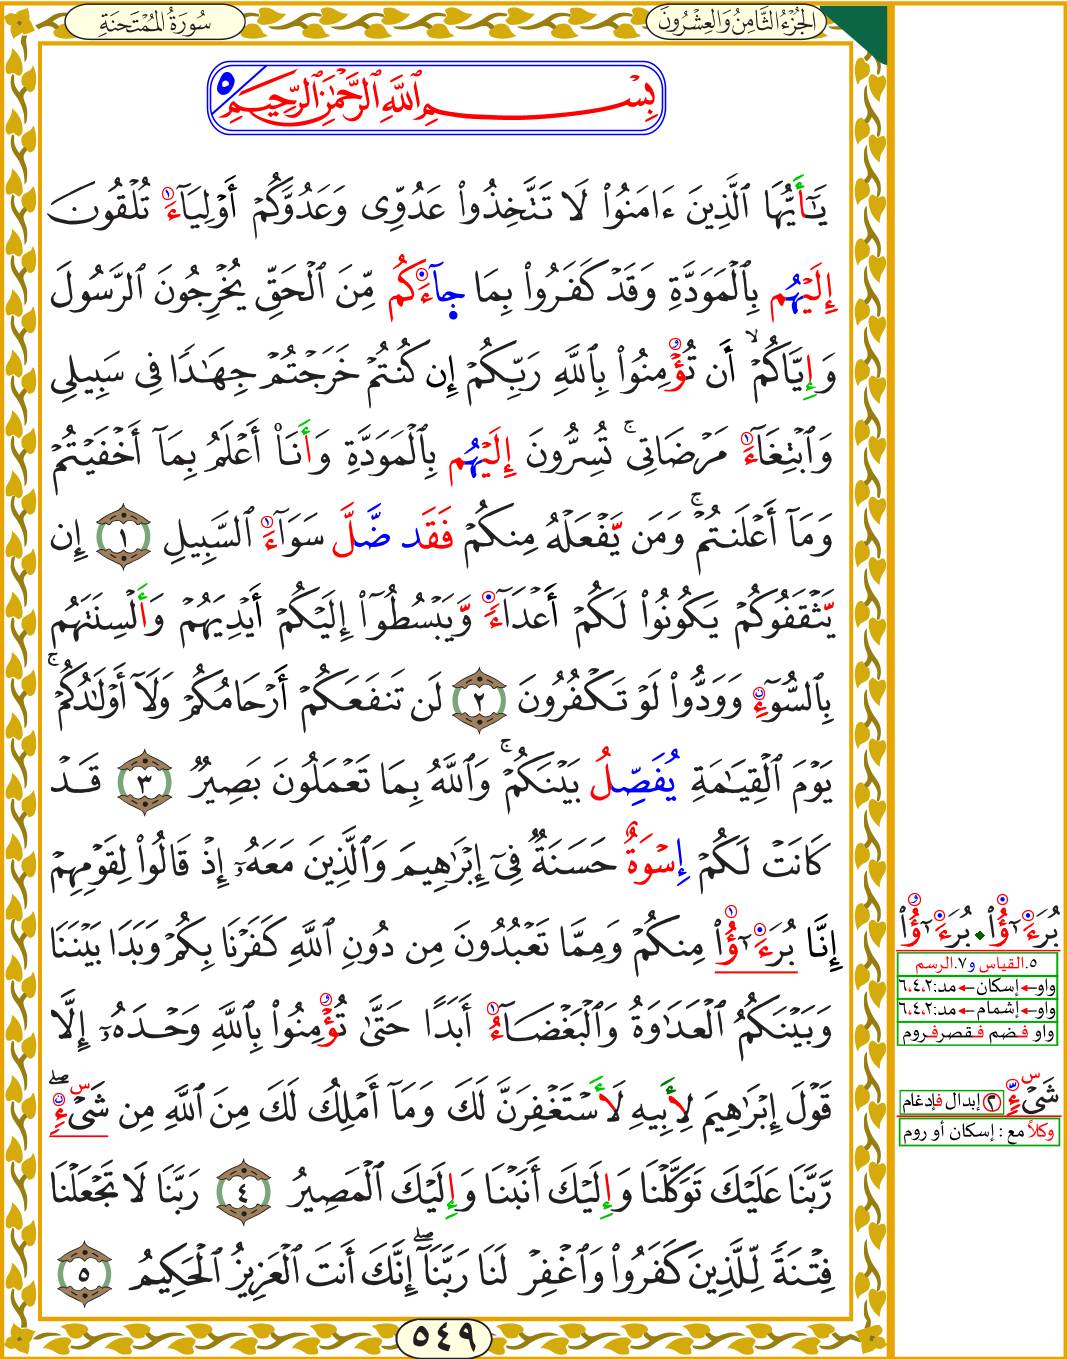 الجُزْءُ الثَّامِنُ وَالعِشْرُونَ
سُورَةُ المُمْتَحَنَةِ
بِسْمِ ٱللَّهِ ٱلرَّحْمَٰنِ ٱلرَّحِيمِ ٥
يَٰٓأَيُّهَا ٱلَّذِينَ ءَامَنُوا۟ لَا تَتَّخِذُوا۟ عَدُوِّى وَعَدُوَّكُمْ أَوْلِيَآءَ تُلْقُونَ
إِلَيْهُم بِٱلْمَوَدَّةِ وَقَدْ كَفَرُوا۟ بِمَا جَآءَكُم مِّنَ ٱلْحَقِّ يُخْرِجُونَ ٱلرَّسُولَ
وَإِيَّاكُمْ ۙ أَن تُؤْمِنُوا۟ بِٱللَّهِ رَبِّكُمْ إِن كُنتُمْ خَرَجْتُمْ جِهَٰدًا فِى سَبِيلِى
وَٱبْتِغَآءَ مَرْضَاتِى ۚ تُسِرُّونَ إِلَيْهُم بِٱلْمَوَدَّةِ وَأَنَا۠ أَعْلَمُ بِمَآ أَخْفَيْتُمْ
وَمَآ أَعْلَنتُمْ ۚ وَمَن يَّفْعَلْهُ مِنكُمْ فَقَد ضَّلَّ سَوَآءَ ٱلسَّبِيلِ ١ إِن
يَّثْقَفُوكُمْ يَكُونُوا۟ لَكُمْ أَعْدَآءً وَّيَبْسُطُوٓا۟ إِلَيْكُمْ أَيْدِيَهُمْ وَأَلْسِنَتَهُم
بِٱلسُّوٓءِ وَوَدُّوا۟ لَوْ تَكْفُرُونَ ٢ لَن تَنفَعَكُمْ أَرْحَامُكُمْ وَلَآ أَوْلَٰدُكُمْ ۚ
يَوْمَ ٱلْقِيَٰمَةِ يُفَصِّلُ بَيْنَكُمْ ۚ وَٱللَّهُ بِمَا تَعْمَلُونَ بَصِيرٌ ٣ قَدْ
كَانَتْ لَكُمْ إِسْوَةٌ حَسَنَةٌ فِىٓ إِبْرَٰهِيمَ وَٱلَّذِينَ مَعَهُۥٓ إِذْ قَالُوا۟ لِقَوْمِهِمْ
إِنَّا بُرَءَٰٓؤُا۟ مِنكُمْ وَمِمَّا تَعْبُدُونَ مِن دُونِ ٱللَّهِ كَفَرْنَا بِكُمْ وَبَدَا بَيْنَنَا
وَبَيْنَكُمُ ٱلْعَدَٰوَةُ وَٱلْبَغْضَآءُ أَبَدًا حَتَّىٰ تُؤْمِنُوا۟ بِٱللَّهِ وَحْدَهُۥٓ إِلَّا
قَوْلَ إِبْرَٰهِيمَ لِأَبِيهِ لَأَسْتَغْفِرَنَّ لَكَ وَمَآ أَمْلِكُ لَكَ مِنَ ٱللَّهِ مِن شَىْءٍ ۖ
رَّبَّنَا عَلَيْكَ تَوَكَّلْنَا وَإِلَيْكَ أَنَبْنَا وَإِلَيْكَ ٱلْمَصِيرُ ٤ رَبَّنَا لَا تَجْعَلْنَا
فِتْنَةً لِّلَّذِينَ كَفَرُوا۟ وَٱغْفِرْ لَنَا رَبَّنَآ ۖ إِنَّكَ أَنتَ ٱلْعَزِيزُ ٱلْحَكِيمُ ٥
٥٤٩
بُرَءَٰٓؤُا۟ • بُرَءَٰٓؤُا۟
٥.القياس و٧.الرسم
واو←إسكان←مد:٦،٤،٢
واو←إشمام←مد:٦،٤،٢
واو فضم فقصر فروم
شَىْءٍ ٢ إبدال فإدغام
وكلاً مع : إسكان أو روم